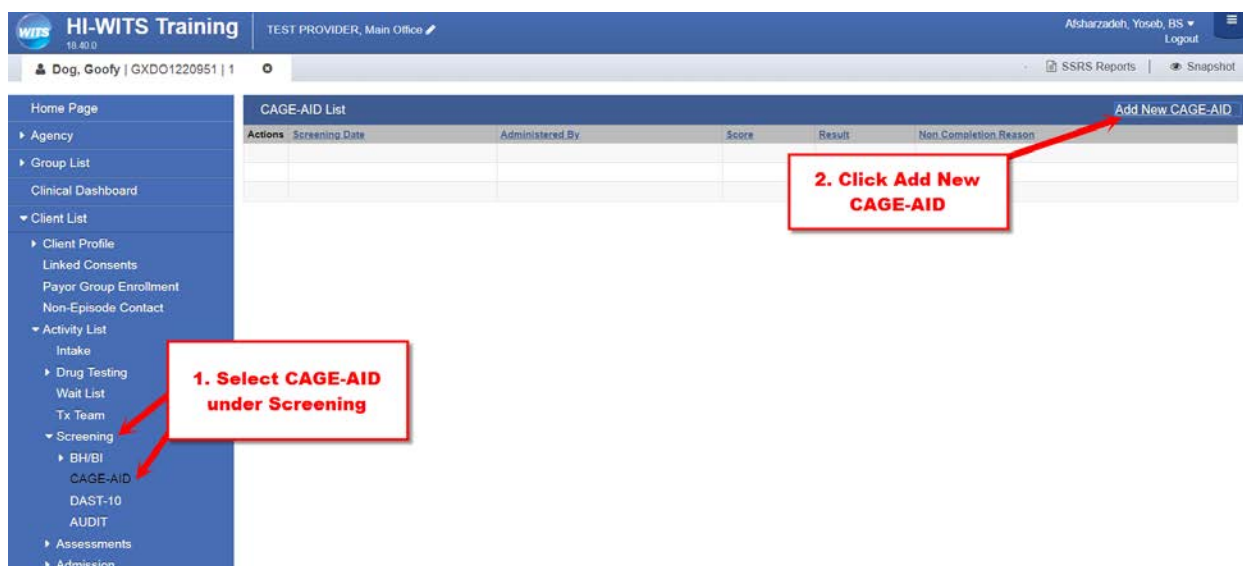 WITS
HI-WITS Training
18.40.0
TEST PROVIDER, Main Office
Afsharzadeh, Yoseb, BS
Logout
Dog, Goofy | GXDO1220951 | 1
SSRS Reports | Snapshot
Home Page
Agency
Group List
Clinical Dashboard
Client List
Client Profile
Linked Consents
Payor Group Enrollment
Non-Episode Contact
Activity List
Intake
Drug Testing
Wait List
Tx Team
Screening
BH/BI
CAGE-AID
DAST-10
AUDIT
Assessments
Admission
CAGE-AID List
Add New CAGE-AID
Actions Screening Date Administered By Score Result Non Completion Reason
1. Select CAGE-AID
under Screening
2. Click Add New
CAGE-AID